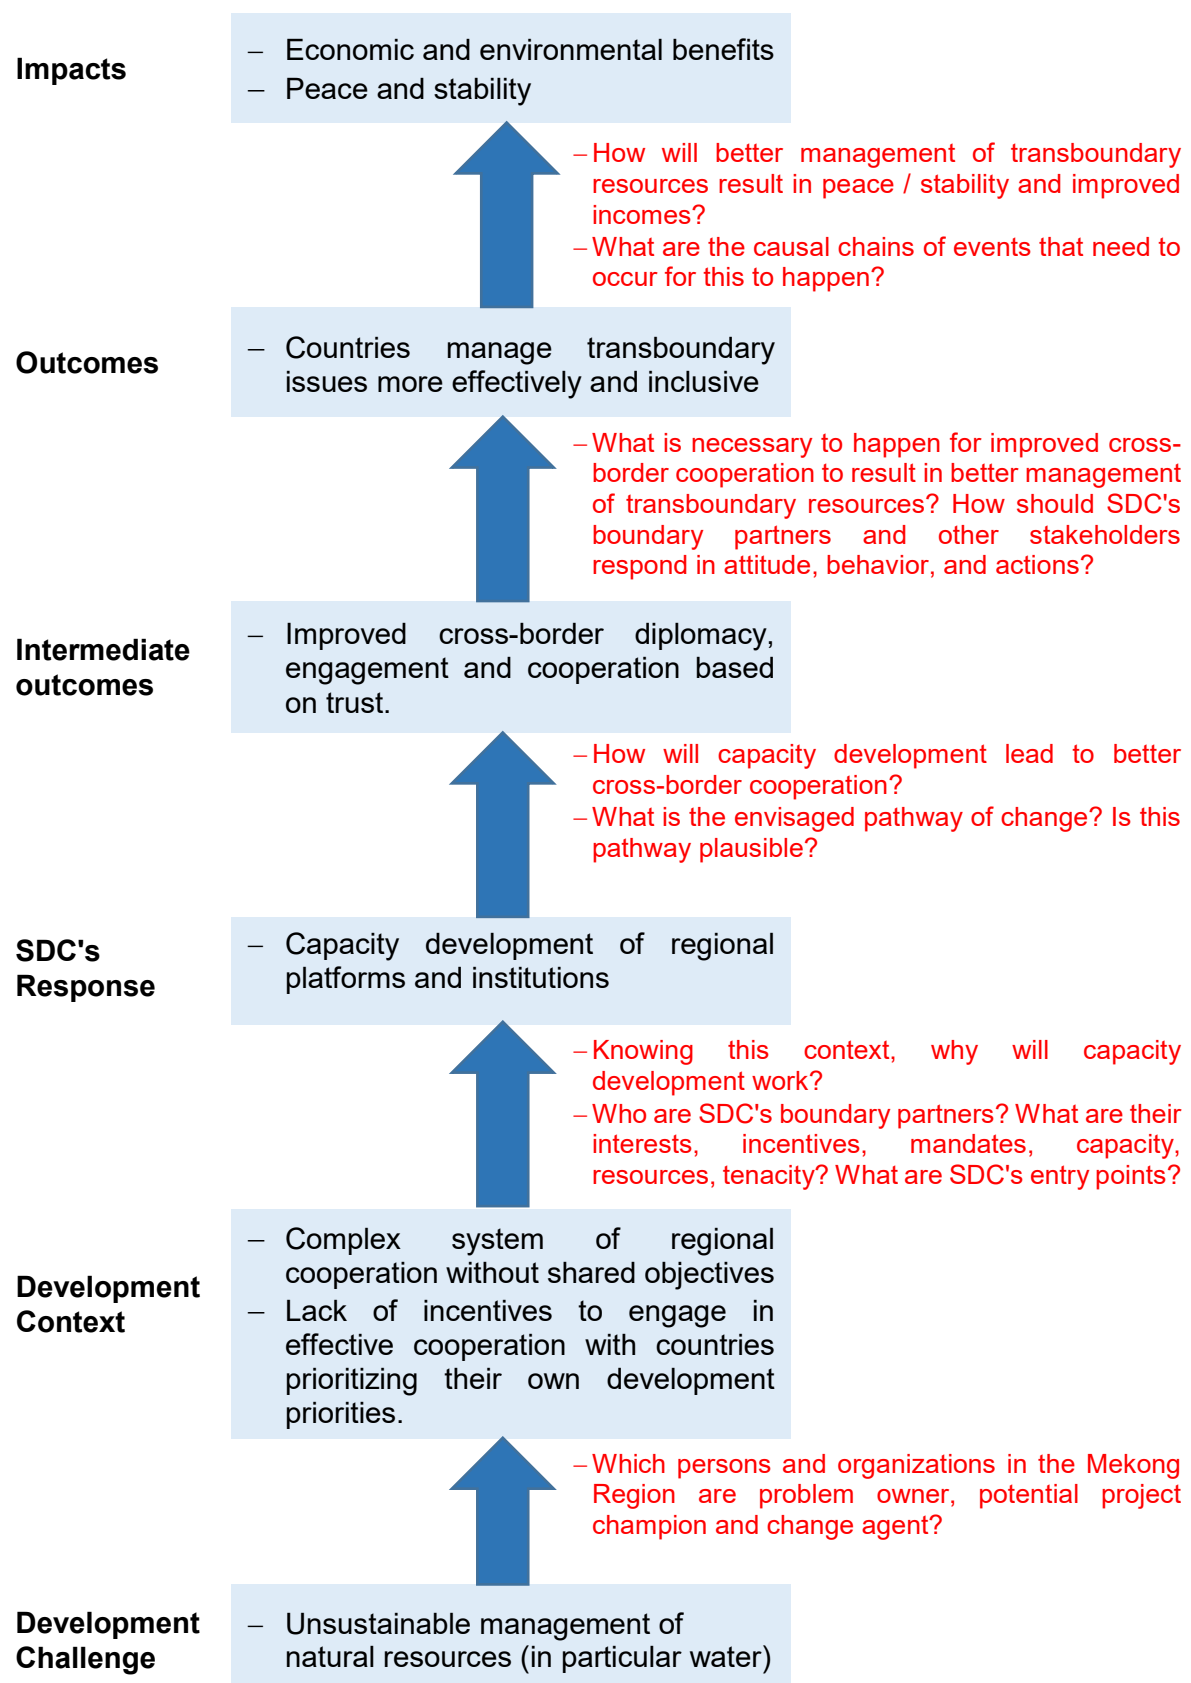 Impacts
– Economic and environmental benefits
– Peace and stability
– How will better management of transboundary
resources result in peace / stability and improved
incomes?
– What are the causal chains of events that need to
occur for this to happen?
Outcomes
– Countries manage transboundary
issues more effectively and inclusive
– What is necessary to happen for improved cross-
border cooperation to result in better management
of transboundary resources? How should SDC's
boundary partners and other stakeholders
respond in attitude, behavior, and actions?
Intermediate
outcomes
– Improved cross-border diplomacy,
engagement and cooperation based
on trust.
– How will capacity development lead to better
cross-border cooperation?
– What is the envisaged pathway of change? Is this
pathway plausible?
SDC's
Response
– Capacity development of regional
platforms and institutions
– Knowing this context, why will capacity
development work?
– Who are SDC's boundary partners? What are their
interests, incentives, mandates, capacity,
resources, tenacity? What are SDC's entry points?
Development
Context
– Complex system of regional
cooperation without shared objectives
– Lack of incentives to engage in
effective cooperation with countries
prioritizing their own development
priorities.
– Which persons and organizations in the Mekong
Region are problem owner, potential project
champion and change agent?
Development
Challenge
– Unsustainable management of
natural resources (in particular water)